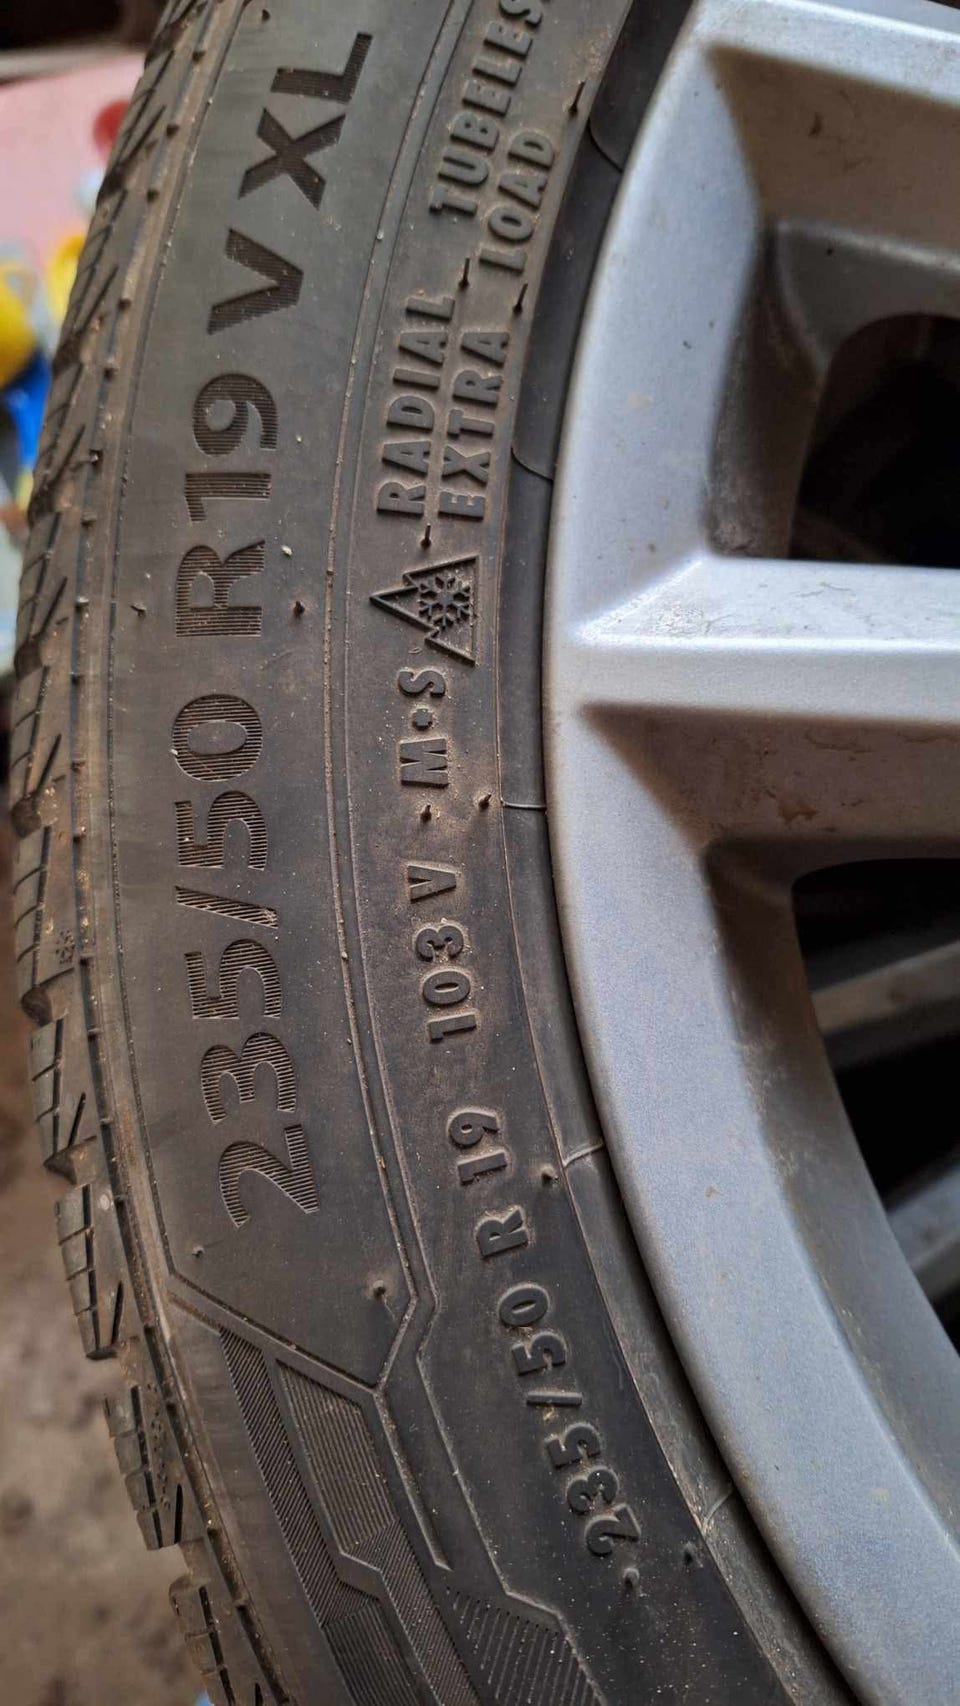 235/50 R19 V XL
235/50 R 19 103 V M+S RADIAL TUBELESS
EXTRA LOAD